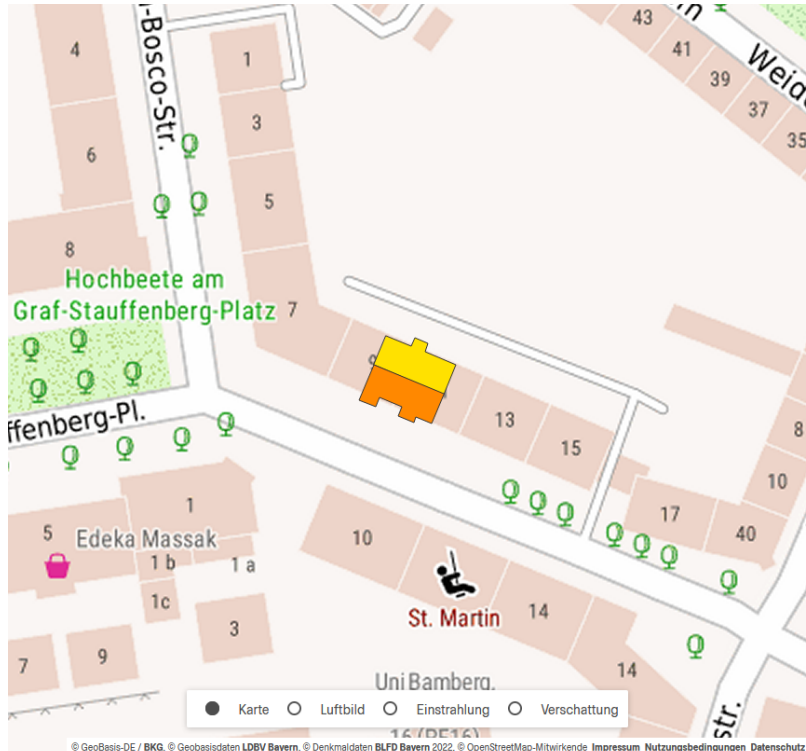 43
41
39
37
35
Weid
4
n-Bosco-Str.
1
3
6
5
8
Hochbeete am
Graf-Stauffenberg-Platz
7
9
13
15
8
10
17
40
ffenberg-Pl.
1
5
Edeka Massak
1 b
1 a
1c
3
7
9
10
St. Martin
14
14
Uni Bamberg,
16 (RF16)
str.
Karte
Luftbild
Einstrahlung
Verschattung
© GeoBasis-DE / BKG, © Geobasisdaten LDBV Bayern, © Denkmaldaten BLFD Bayern 2022, © OpenStreetMap-Mitwirkende Impressum Nutzungsbedingungen Datenschutz